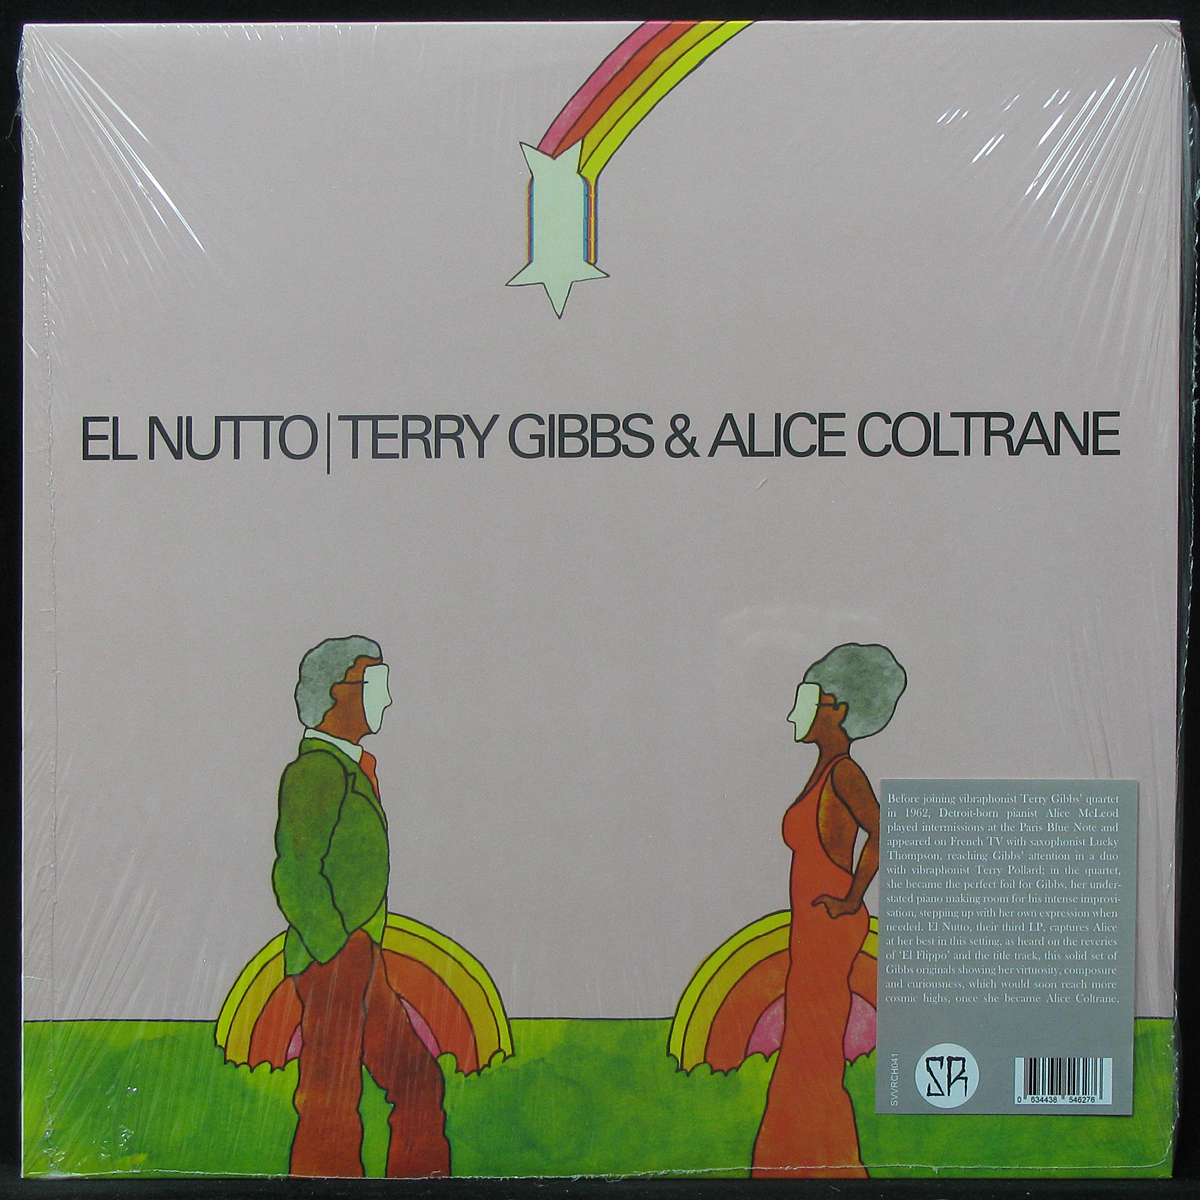 EL NUTTO | TERRY GIBBS & ALICE COLTRANE
Before joining vibraphonist Terry Gibbs' quartet
in 1962, Detroit-born pianist Alice McLeod
played intermissions at the Paris Blue Note and
appeared on French TV with saxophonist Lucky
Thompson, reaching Gibbs' attention in a duo
with vibraphonist Terry Pollard; in the quartet,
she became the perfect foil for Gibbs, her under-
stated piano making room for his intense improvi-
sation, stepping up with her own expression when
needed. El Nutto, their third LP, captures Alice
at her best in this setting, as heard on the reveries
of 'El Flippo' and the title track, this solid set of
Gibbs originals showing her virtuosity, composure
and curiousness, which would soon reach more
cosmic highs, once she became Alice Coltrane.
SVVRCH041
SR
0 634438 546276